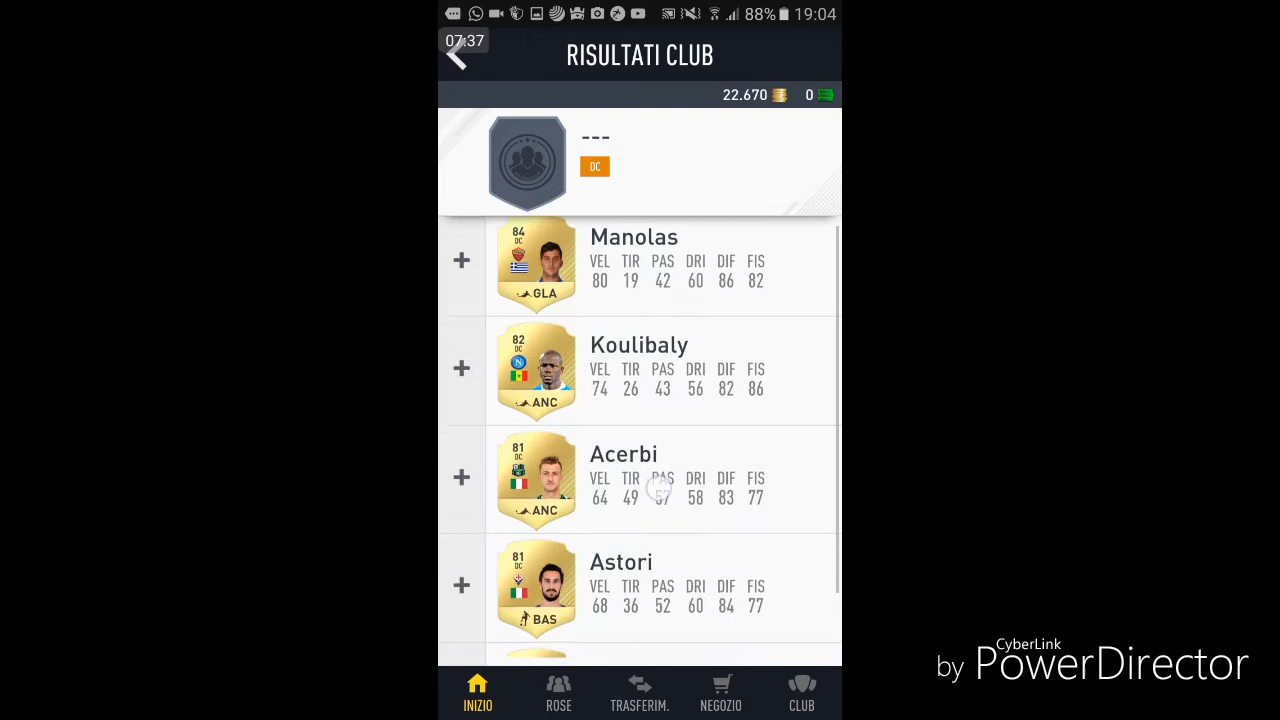 88% 19:04
07:37
RISULTATI CLUB
22.670 0
---
DC
84
DC
GLA
Manolas
VEL TIR PAS DRI DIF FIS
80 19 42 60 86 82
82
DC
ANC
Koulibaly
VEL TIR PAS DRI DIF FIS
74 26 43 56 82 86
81
DC
ANC
Acerbi
VEL TIR PAS DRI DIF FIS
64 49 57 58 83 77
81
DC
BAS
Astori
VEL TIR PAS DRI DIF FIS
68 36 52 60 84 77
INIZIO ROSE TRASFERIM. NEGOZIO CLUB
CyberLink
by PowerDirector